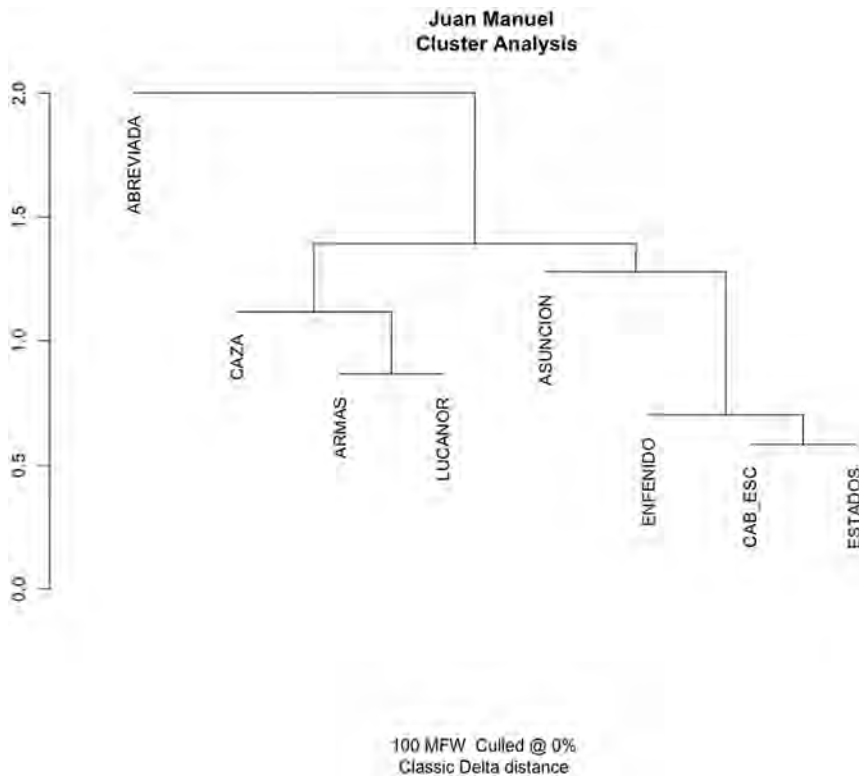 Juan Manuel
Cluster Analysis
2.0
1.5
1.0
0.5
0.0
ABREVIADA
CAZA
ARMAS
LUCANOR
ASUNCION
ENFENIDO
CAB_ESC
ESTADOS
100 MFW Culled @ 0%
Classic Delta distance